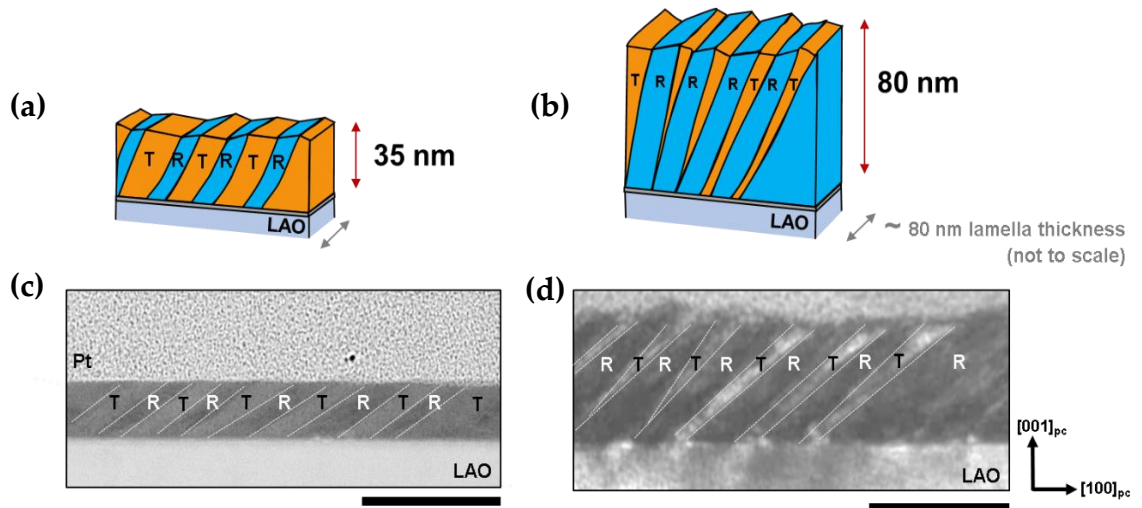 (a)
T R T R T R
35 nm
LAO
(b)
T R R R T R T
80 nm
LAO
~ 80 nm lamella thickness
(not to scale)
(c)
Pt
T R T R T R T R T R T
LAO
(d)
R T R T R T R T R T R
LAO
[001]pc
[100]pc